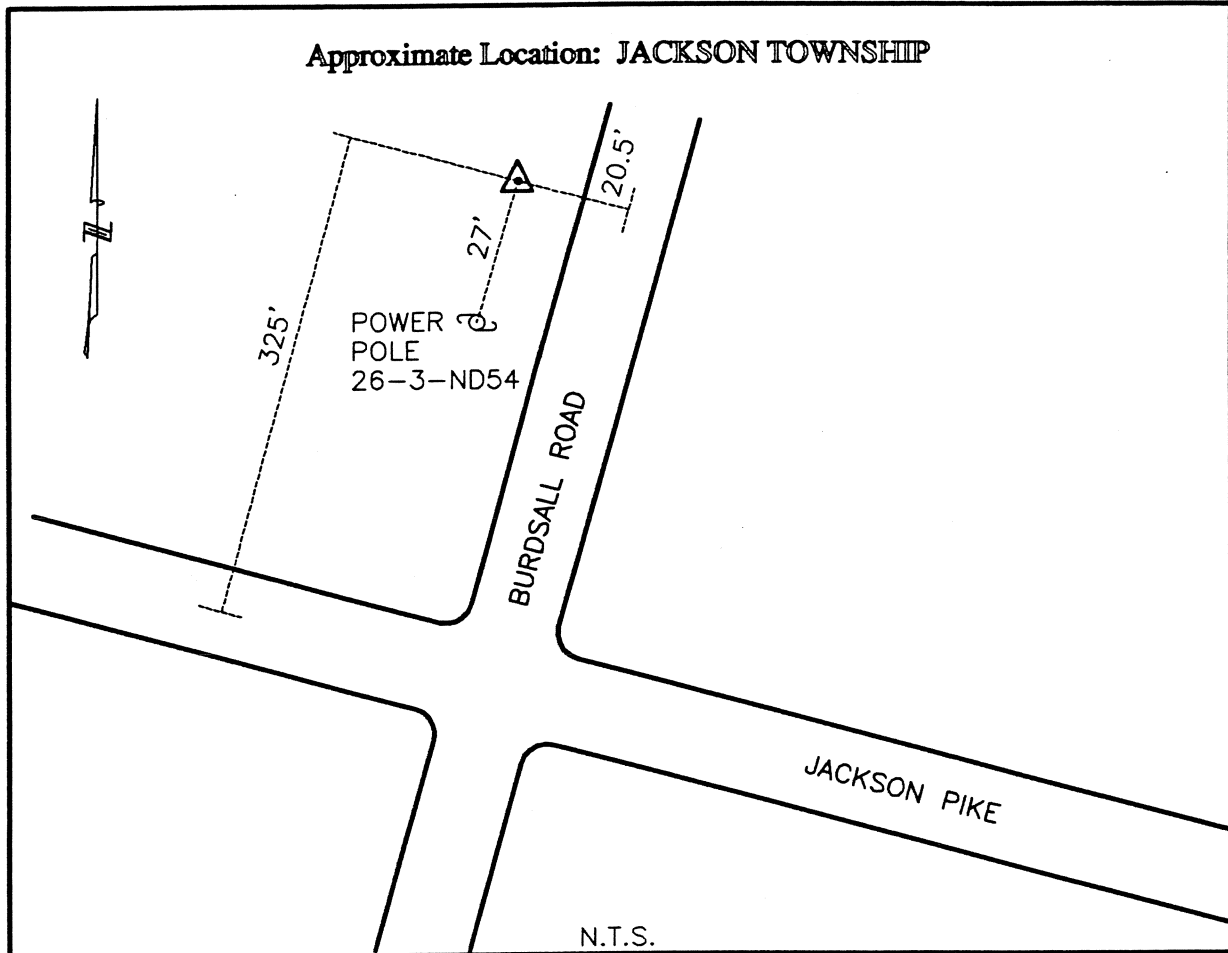 Approximate Location: JACKSON TOWNSHIP
N
20.5'
27'
325'
POWER
POLE
26-3-ND54
BURDSALL ROAD
JACKSON PIKE
N.T.S.